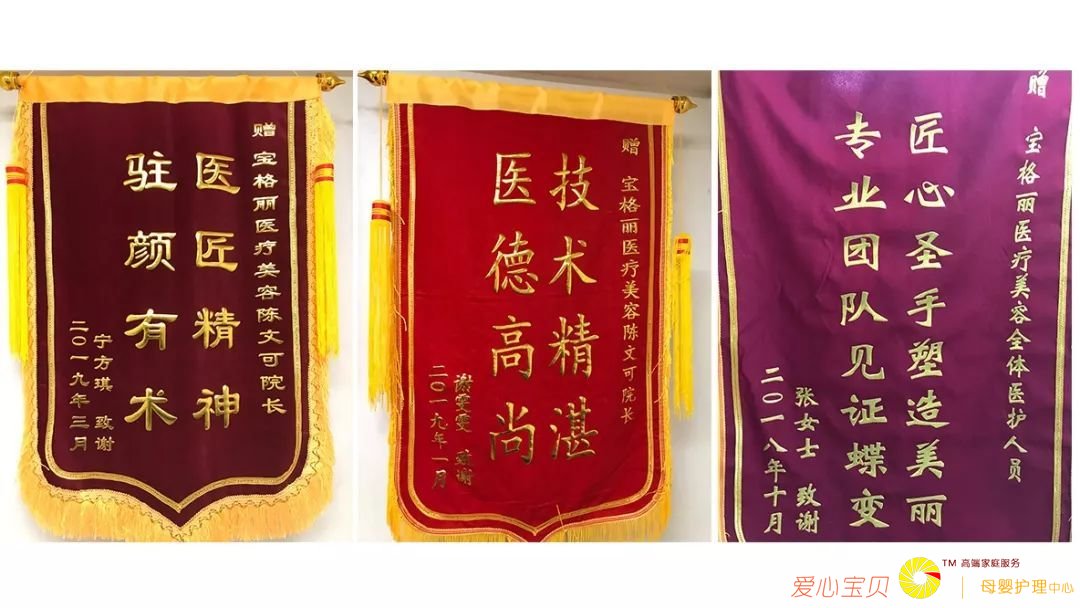 赠 宝格丽医疗美容陈文可院长
医匠精神
驻颜有术
宁方琪 致谢
二〇一九年三月
赠 宝格丽医疗美容陈文可院长
技术精湛
医德高尚
谢雯雯 致谢
二〇一九年一月
赠 宝格丽医疗美容全体医护人员
匠心圣手塑造美丽
专业团队见证蝶变
张女士 致谢
二〇一八年十月
爱心宝贝
TM 高端家庭服务
母婴护理中心